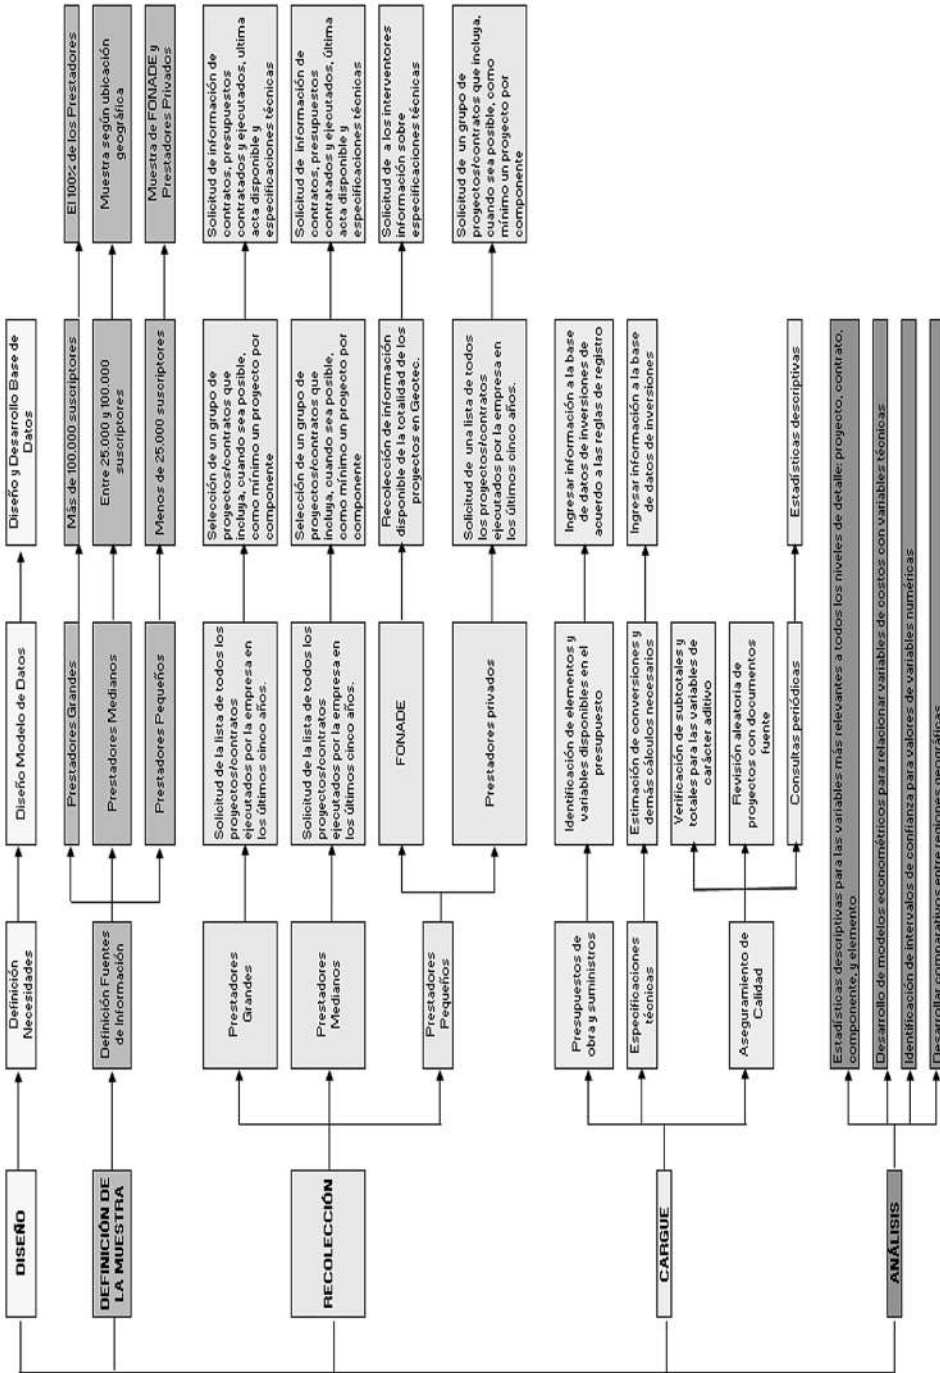 DISEÑO
Definición
Necesidades
Diseño Modelo de Datos
Diseño y Desarrollo Base de
Datos
DEFINICIÓN DE
LA MUESTRA
Definición Fuentes
de Información
Prestadores Grandes
Más de 100.000 suscriptores
El 100% de los Prestadores
Prestadores Medianos
Entre 25.000 y 100.000
suscriptores
Muestra según ubicación
geográfica
Prestadores Pequeños
Menos de 25.000 suscriptores
Muestra de FONADE y
Prestadores Privados
RECOLECCIÓN
Prestadores
Grandes
Solicitud de la lista de todos los
proyectos/contratos
ejecutados por la empresa en
los últimos cinco años.
Selección de un grupo de
proyectos/contratos que
incluya, cuando sea posible,
como mínimo un proyecto por
componente
Solicitud de información de
contratos, presupuestos
contratados y ejecutados, ultima
acta disponible y
especificaciones técnicas
Prestadores
Medianos
Solicitud de la lista de todos los
proyectos/contratos
ejecutados por la empresa en
los últimos cinco años.
Selección de un grupo de
proyectos/contratos que
incluya, cuando sea posible,
como mínimo un proyecto por
componente
Solicitud de información de
contratos, presupuestos
contratados y ejecutados, última
acta disponible y
especificaciones técnicas
Prestadores
Pequeños
FONADE
Recolección de información
disponible de la totalidad de los
proyectos en Geotec.
Solicitud de a los interventores
información sobre
especificaciones técnicas
Prestadores privados
Solicitud de una lista de todos
los proyectos/contratos
ejecutados por la empresa en
los últimos cinco años.
Solicitud de un grupo de
proyectos/contratos que incluya,
cuando sea posible, como
mínimo un proyecto por
componente
CARGUE
Presupuestos de
obra y suministros
Identificación de elementos y
variables disponibles en el
presupuesto
Ingresar información a la base
de datos de inversiones de
acuerdo a las reglas de registro
Especificaciones
técnicas
Estimación de conversiones y
demás cálculos necesarios
Ingresar información a la base
de datos de inversiones
Aseguramiento de
Calidad
Verificación de subtotales y
totales para las variables de
carácter aditivo
Revisión aleatoria de
proyectos con documentos
fuente
Consultas periódicas
Estadísticas descriptivas
ANÁLISIS
Estadísticas descriptivas para las variables más relevantes a todos los niveles de detalle: proyecto, contrato,
componente, y elemento
Desarrollo de modelos econométricos para relacionar variables de costos con variables técnicas
Identificación de intervalos de confianza para valores de variables numéricas
Desarrollar comparativos entre regiones geográficas